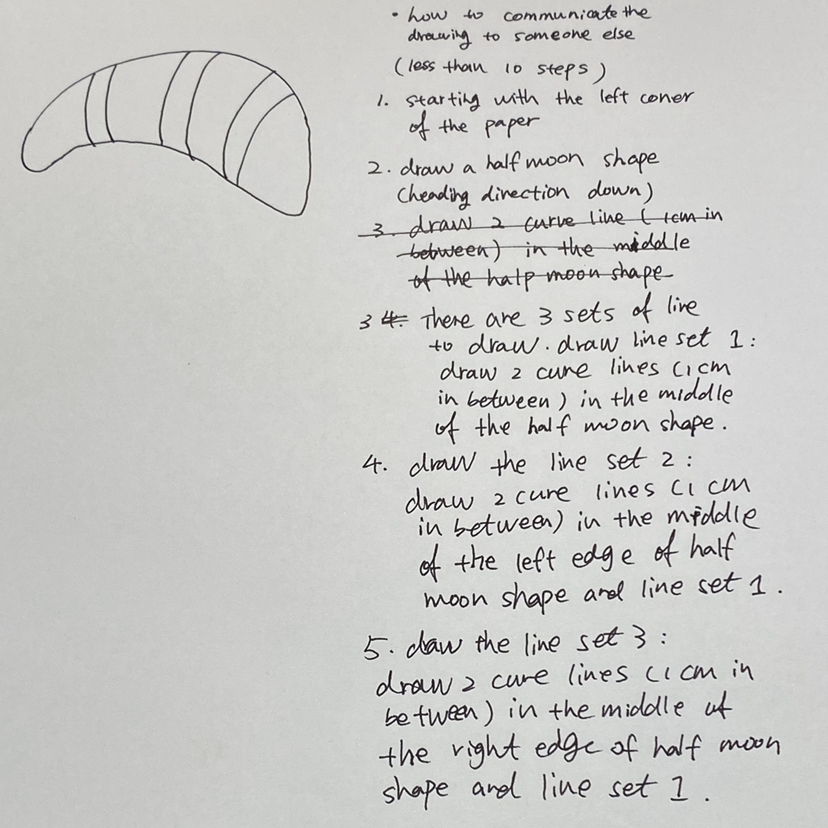 • how to communicate the
drawing to someone else
(less than 10 steps)
1. starting with the left coner
of the paper
2. draw a half moon shape
(heading direction down)
3. draw 2 curve line (1cm in
between) in the middle
of the half moon shape
3 4. There are 3 sets of line
to draw. draw line set 1:
draw 2 cure lines (1 cm
in between) in the middle
of the half moon shape.
4. draw the line set 2:
draw 2 cure lines (1 cm
in between) in the middle
of the left edge of half
moon shape and line set 1.
5. daw the line set 3:
draw 2 cure lines (1 cm in
between) in the middle of
the right edge of half moon
shape and line set 1.